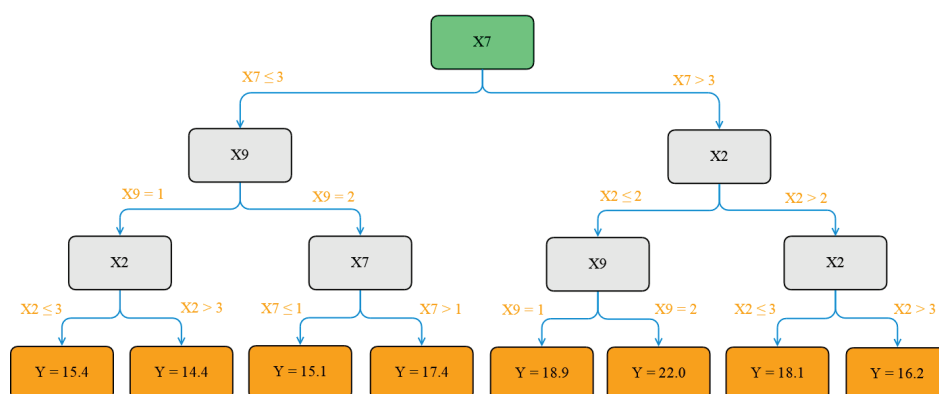 X7
X7 ≤ 3
X7 > 3
X9
X2
X9 = 1
X9 = 2
X2 ≤ 2
X2 > 2
X2
X7
X9
X2
X2 ≤ 3
X2 > 3
X7 ≤ 1
X7 > 1
X9 = 1
X9 = 2
X2 ≤ 3
X2 > 3
Y = 15.4
Y = 14.4
Y = 15.1
Y = 17.4
Y = 18.9
Y = 22.0
Y = 18.1
Y = 16.2